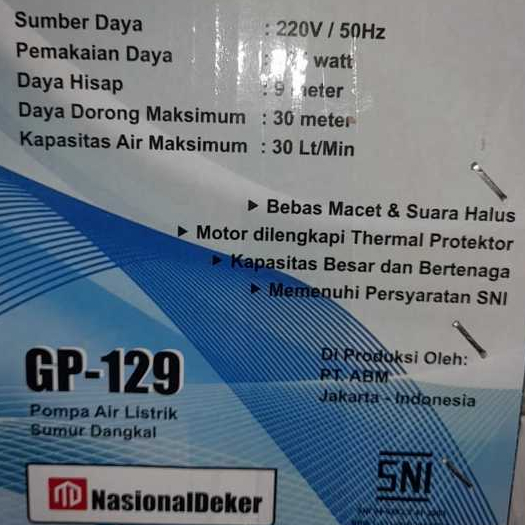 Sumber Daya : 220V / 50Hz
Pemakaian Daya : watt
Daya Hisap : 9 meter
Daya Dorong Maksimum : 30 meter
Kapasitas Air Maksimum : 30 Lt/Min
Bebas Macet & Suara Halus
Motor dilengkapi Thermal Protektor
Kapasitas Besar dan Bertenaga
Memenuhi Persyaratan SNI
GP-129
Pompa Air Listrik
Sumur Dangkal
Di Produksi Oleh:
PT. ABM
Jakarta - Indonesia
NasionalDeker
SNI